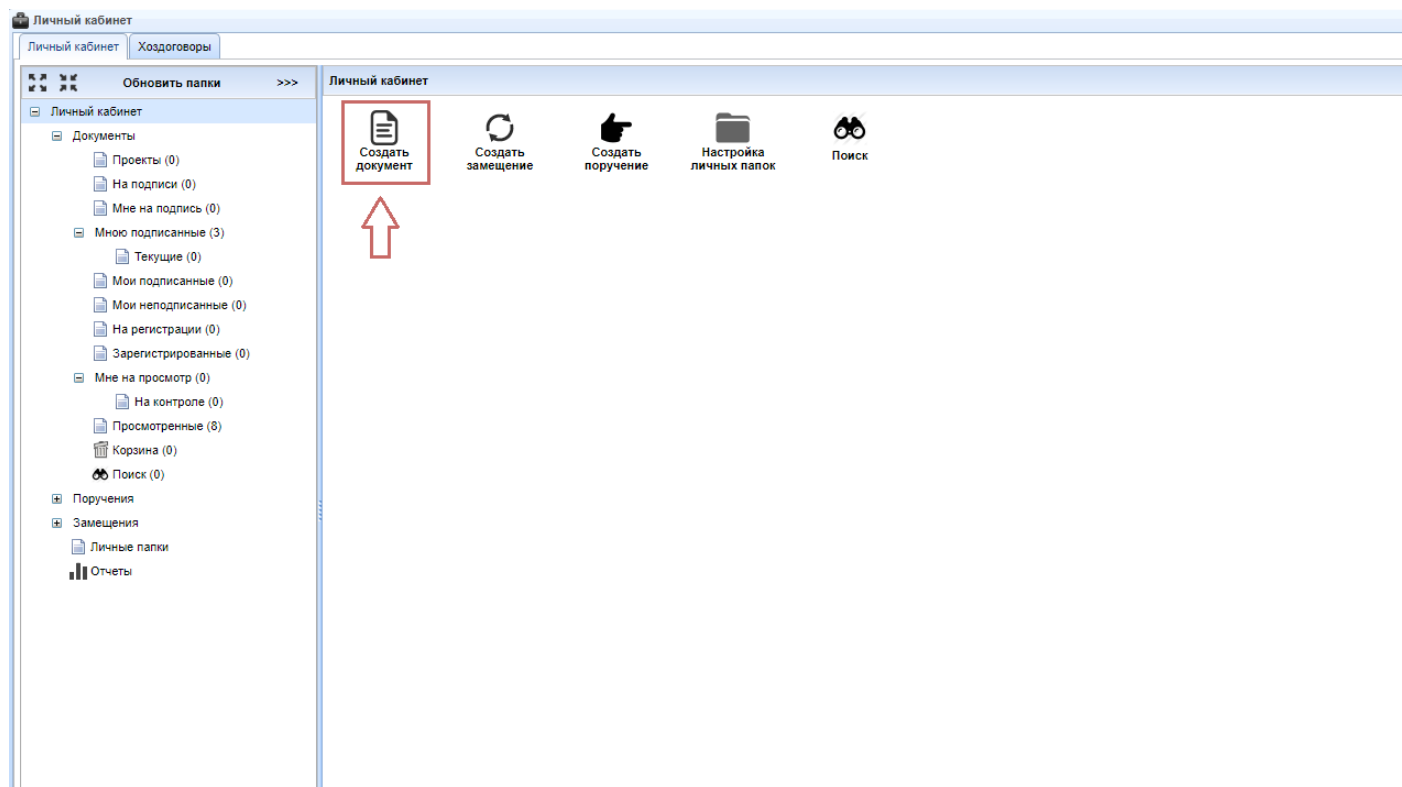 Личный кабинет
Личный кабинет
Хоздоговоры
Обновить папки >>>
Личный кабинет
Документы
Проекты (0)
На подписи (0)
Мне на подпись (0)
Мною подписанные (3)
Текущие (0)
Мои подписанные (0)
Мои неподписанные (0)
На регистрации (0)
Зарегистрированные (0)
Мне на просмотр (0)
На контроле (0)
Просмотренные (8)
Корзина (0)
Поиск (0)
Поручения
Замещения
Личные папки
Отчеты
Личный кабинет
Создать
документ
Создать
замещение
Создать
поручение
Настройка
личных папок
Поиск